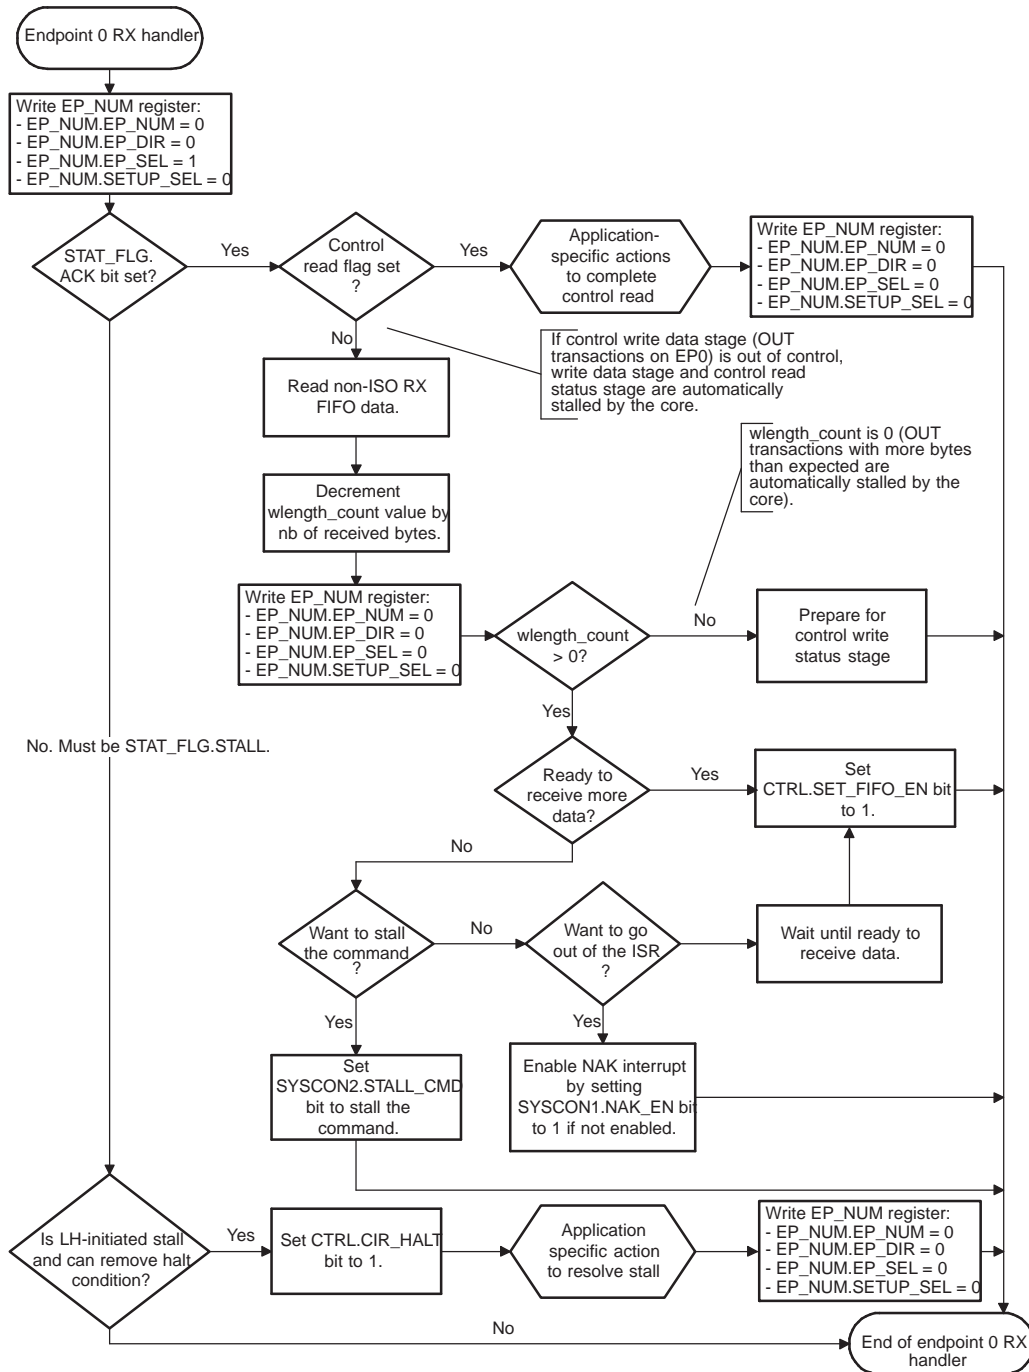 Endpoint 0 RX handler
Write EP_NUM register:
- EP_NUM.EP_NUM = 0
- EP_NUM.EP_DIR = 0
- EP_NUM.EP_SEL = 1
- EP_NUM.SETUP_SEL = 0
STAT_FLG.
ACK bit set?
Yes
Control
read flag set
?
Yes
Application-
specific actions
to complete
control read
Write EP_NUM register:
- EP_NUM.EP_NUM = 0
- EP_NUM.EP_DIR = 0
- EP_NUM.EP_SEL = 0
- EP_NUM.SETUP_SEL = 0
No
If control write data stage (OUT
transactions on EP0) is out of control,
write data stage and control read
status stage are automatically
stalled by the core.
Read non-ISO RX
FIFO data.
wlength_count is 0 (OUT
transactions with more bytes
than expected are
automatically stalled by the
core).
Decrement
wlength_count value by
nb of received bytes.
Write EP_NUM register:
- EP_NUM.EP_NUM = 0
- EP_NUM.EP_DIR = 0
- EP_NUM.EP_SEL = 0
- EP_NUM.SETUP_SEL = 0
wlength_count
> 0?
No
Prepare for
control write
status stage
Yes
No. Must be STAT_FLG.STALL.
Ready to
receive more
data?
Yes
Set
CTRL.SET_FIFO_EN bit
to 1.
No
Want to stall
the command
?
No
Want to go
out of the ISR
?
Wait until ready to
receive data.
Yes
Yes
Set
SYSCON2.STALL_CMD
bit to stall the
command.
Enable NAK interrupt
by setting
SYSCON1.NAK_EN bit
to 1 if not enabled.
Is LH-initiated stall
and can remove halt
condition?
Yes
Set CTRL.CIR_HALT
bit to 1.
Application
specific action
to resolve stall
Write EP_NUM register:
- EP_NUM.EP_NUM = 0
- EP_NUM.EP_DIR = 0
- EP_NUM.EP_SEL = 0
- EP_NUM.SETUP_SEL = 0
No
End of endpoint 0 RX
handler